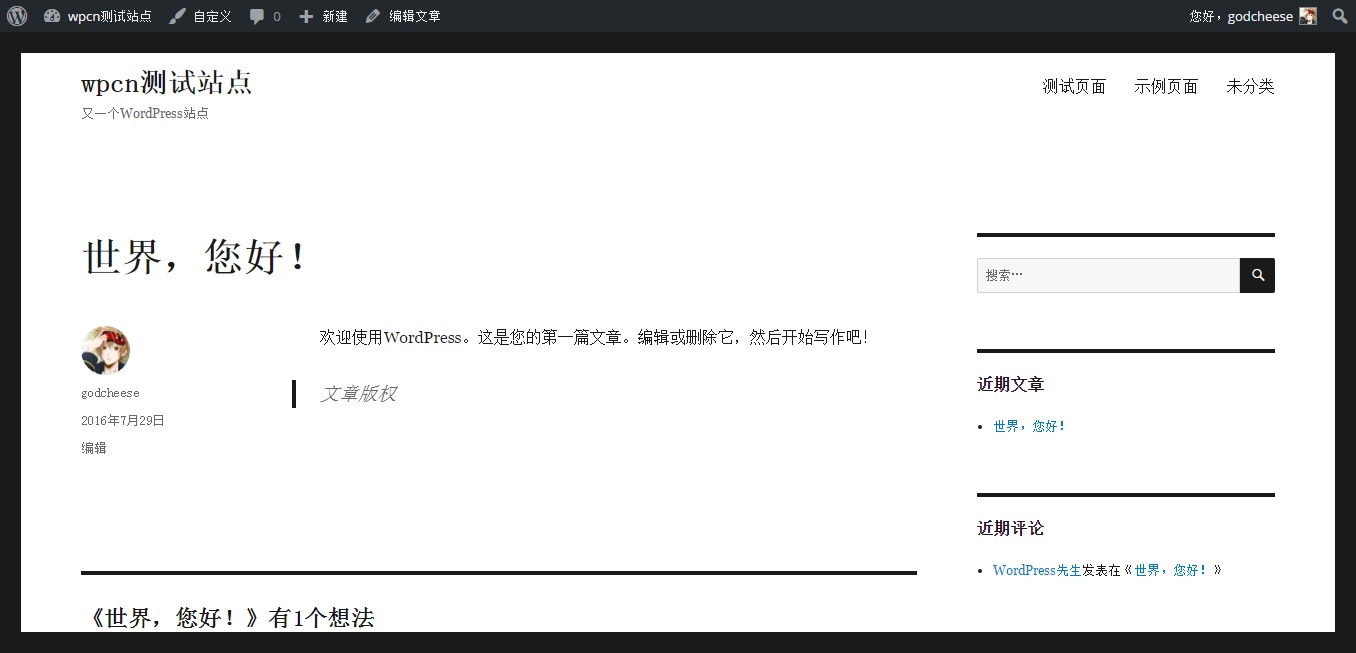 wpcn测试站点 自定义 0 新建 编辑文章 您好，godcheese
wpcn测试站点
又一个WordPress站点
测试页面 示例页面 未分类
世界，您好！
godcheese
2016年7月29日
编辑
欢迎使用WordPress。这是您的第一篇文章。编辑或删除它，然后开始写作吧！
文章版权
《世界，您好！》有1个想法
搜索…
近期文章
世界，您好！
近期评论
WordPress先生发表在《世界，您好！》